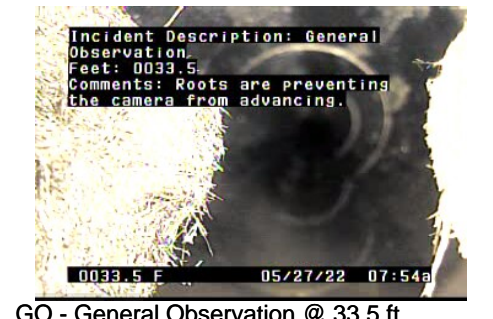 Incident Description: General
Observation
Feet: 0033.5
Comments: Roots are preventing
the camera from advancing.
0033.5 F 05/27/22 07:54a
GO - General Observation @ 33.5 ft